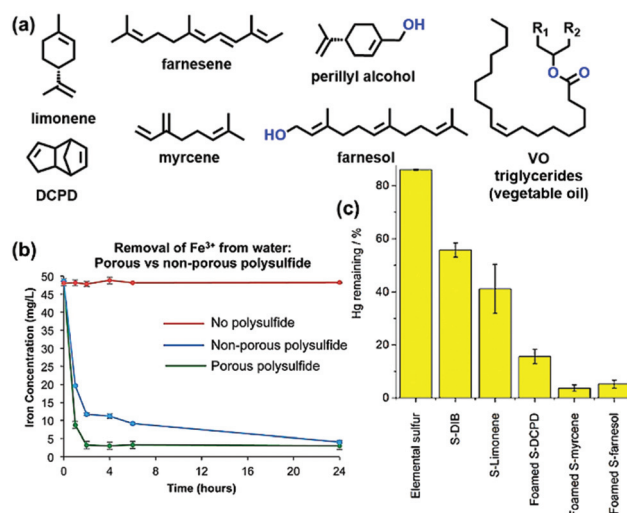 (a)
farnesene
OH
perillyl alcohol
R1 R2
O O
limonene
DCPD
myrcene
HO
farnesol
VO
triglycerides
(vegetable oil)
(b)
Removal of Fe3+ from water:
Porous vs non-porous polysulfide
Iron Concentration (mg/L)
50
45
40
35
30
25
20
15
10
5
0
No polysulfide
Non-porous polysulfide
Porous polysulfide
0 4 8 12 16 20 24
Time (hours)
(c)
Hg remaining / %
80
60
40
20
0
Elemental sulfur
S-DIB
S-Limonene
Foamed S-DCPD
Foamed S-myrcene
Foamed S-farnesol